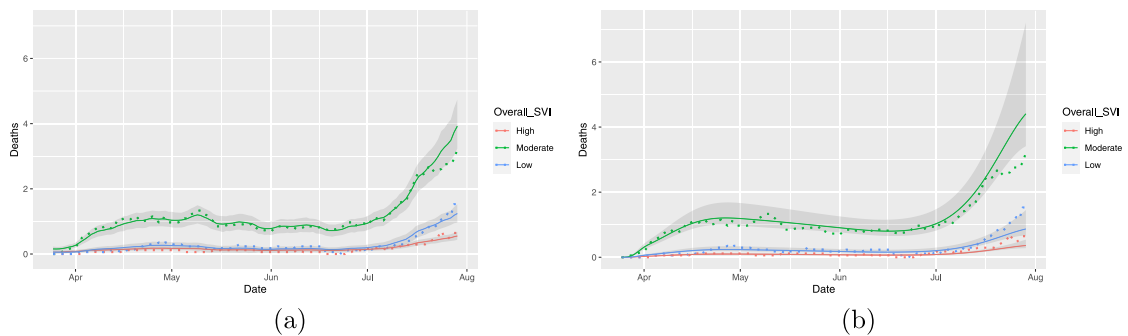 6
4
2
0
Deaths
Apr
May
Jun
Jul
Aug
Date
Overall_SVI
High
Moderate
Low
(a)
6
4
2
0
Deaths
Apr
May
Jun
Jul
Aug
Date
Overall_SVI
High
Moderate
Low
(b)